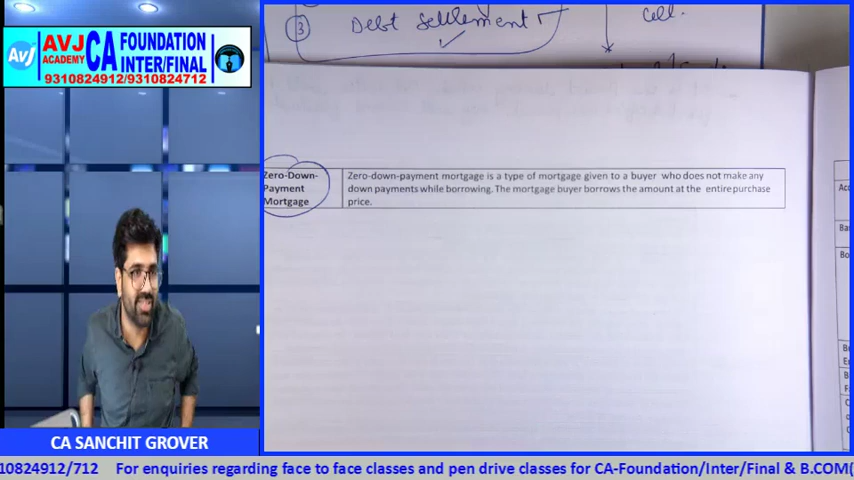 AVJ
ACADEMY
CA
FOUNDATION
INTER/FINAL
9310824912/9310824712
AVJ
3 Debt Settlement
cell.
Zero-Down-
Payment
Mortgage
Zero-down-payment mortgage is a type of mortgage given to a buyer who does not make any
down payments while borrowing. The mortgage buyer borrows the amount at the entire purchase
price.
CA SANCHIT GROVER
10824912/712 For enquiries regarding face to face classes and pen drive classes for CA-Foundation/Inter/Final & B.COM(